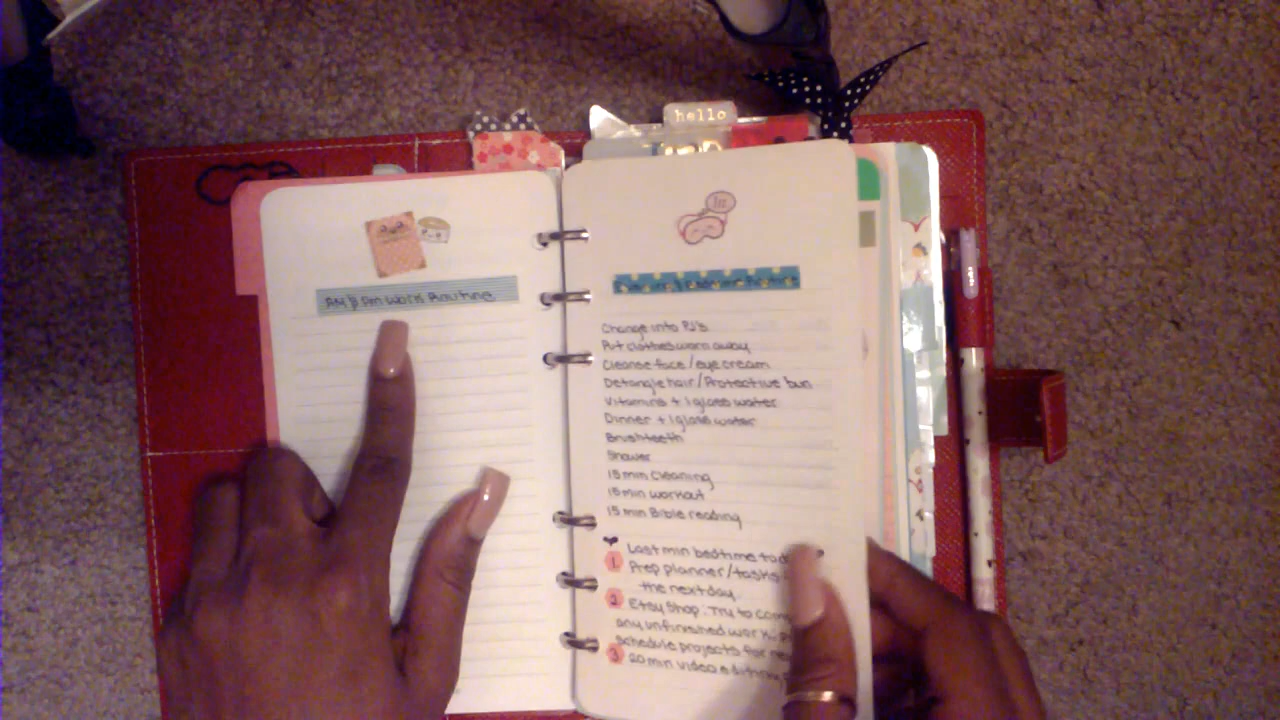 hello
AM & PM Work Routine
Change into PJ's
Put clothes worn away
Cleanse face/eye cream
Detangle hair/Protective bun
Vitamins + 1 glass water
Dinner + 1 glass water
Brush teeth
Shower
15 min Cleaning
15 min workout
15 min Bible reading
Last min bedtime
1. Prep planner/tasks
the next day
2 Etsy Shop: Try to
any unfinished work
Schedule projects for
3 20 min video editing